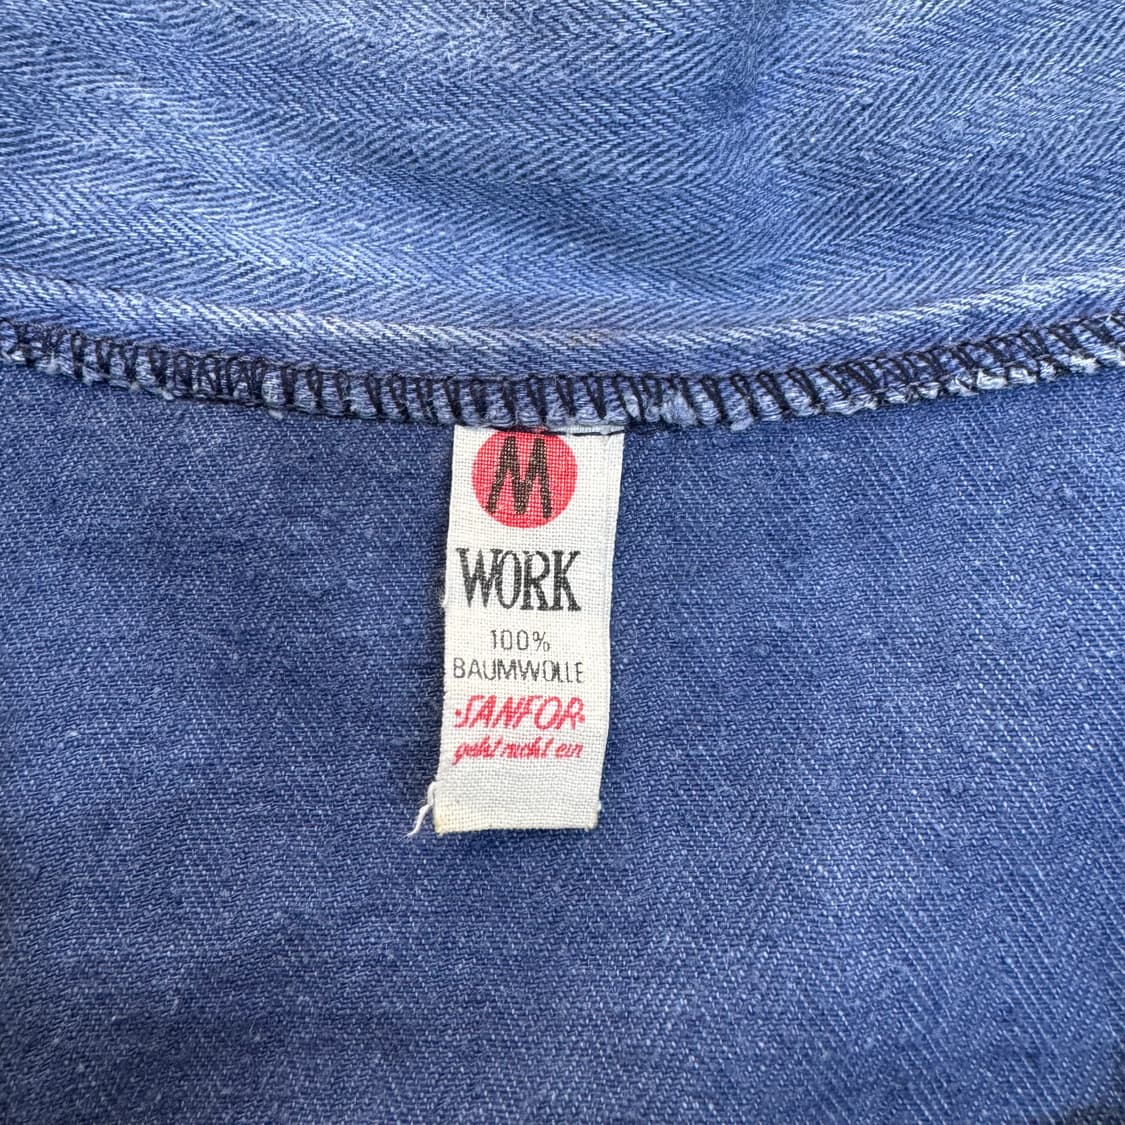 M
WORK
100%
BAUMWOLLE
·SANFOR·
geht nicht ein